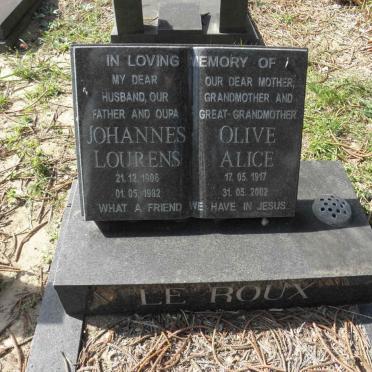 IN LOVING MEMORY OF
MY DEAR
HUSBAND, OUR
FATHER AND OUPA
JOHANNES
LOURENS
21.12.1906
01.05.1992
OUR DEAR MOTHER,
GRANDMOTHER AND
GREAT-GRANDMOTHER
OLIVE
ALICE
17.05.1917
31.05.2002
WHAT A FRIEND WE HAVE IN JESUS
LE ROUX